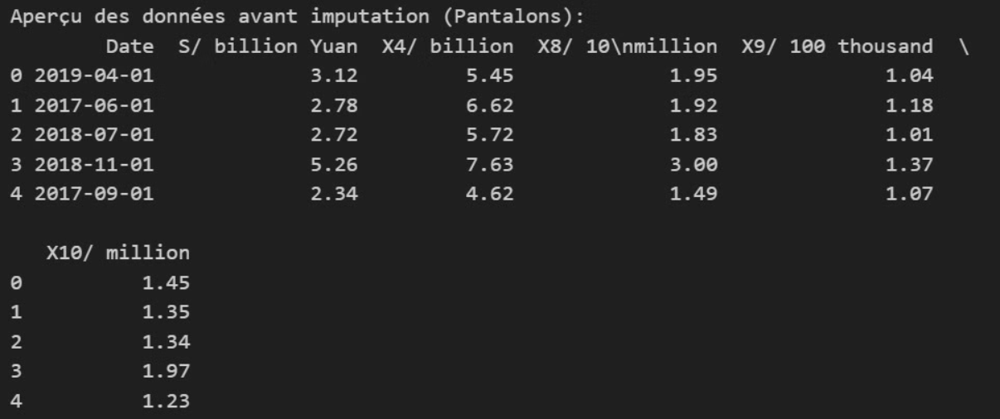 Aperçu des données avant imputation (Pantalons):
Date S/ billion Yuan X4/ billion X8/ 10\nmillion X9/ 100 thousand \
0 2019-04-01 3.12 5.45 1.95 1.04
1 2017-06-01 2.78 6.62 1.92 1.18
2 2018-07-01 2.72 5.72 1.83 1.01
3 2018-11-01 5.26 7.63 3.00 1.37
4 2017-09-01 2.34 4.62 1.49 1.07
X10/ million
0 1.45
1 1.35
2 1.34
3 1.97
4 1.23